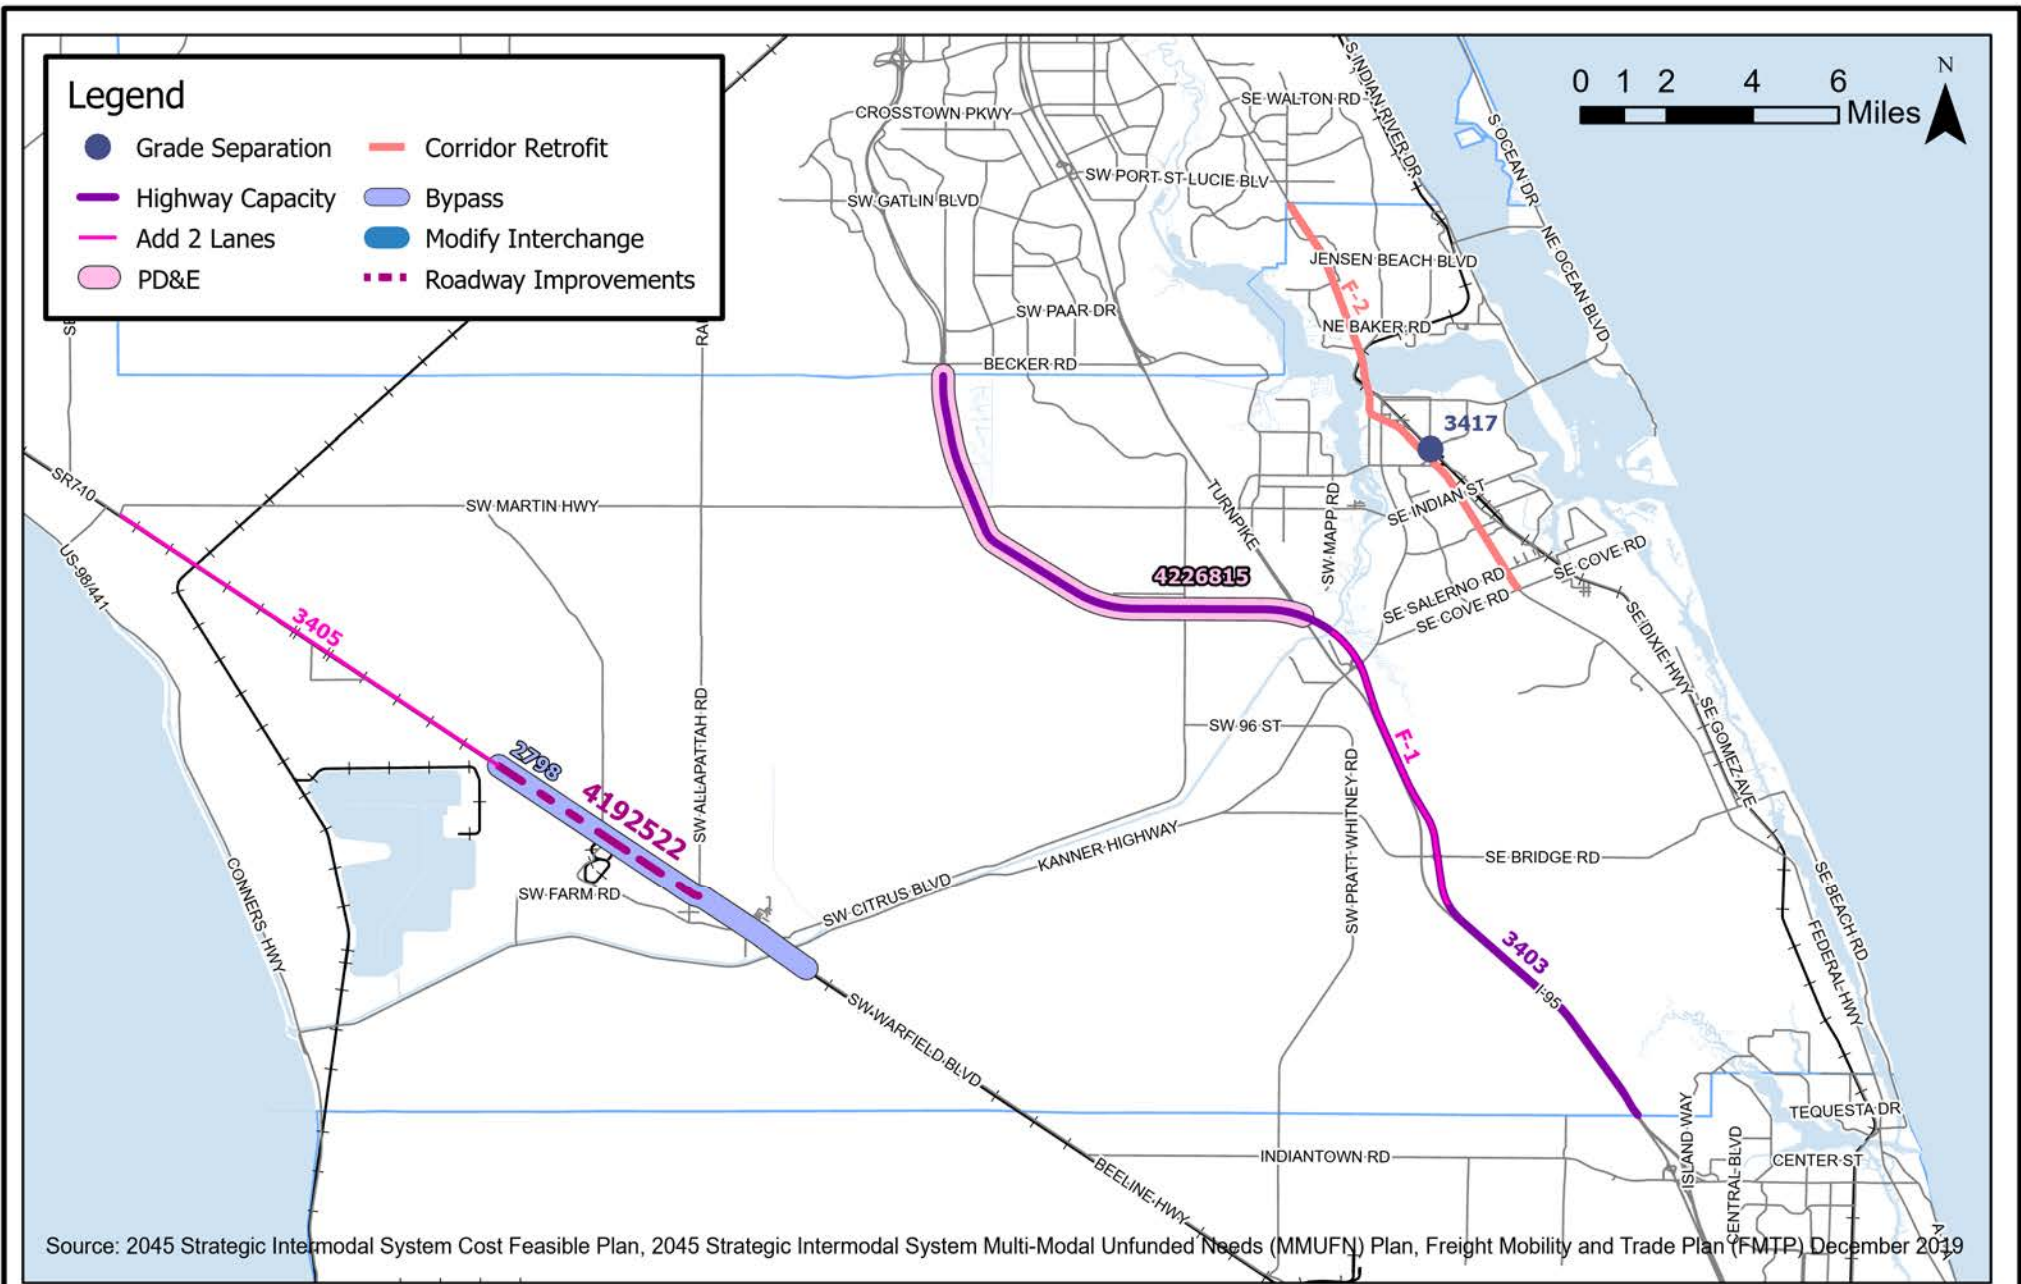 Legend
Grade Separation
Corridor Retrofit
Highway Capacity
Bypass
Add 2 Lanes
Modify Interchange
PD&E
Roadway Improvements
0 1 2 4 6
Miles
N
CROSSTOWN PKWY
SE WALTON RD
S INDIAN RIVER DR
S OCEAN DR
SW PORT ST LUCIE BLV
SW GATLIN BLVD
JENSEN BEACH BLVD
NE OCEAN BLVD
F-2
SW PAAR DR
NE BAKER RD
BECKER RD
3417
SR710
SW MARTIN HWY
TURNPIKE
SW MAPP RD
SE INDIAN ST
US-98/441
4226815
SE SALERNO RD
SE COVE RD
SE COVE RD
3405
SE DIXIE HWY
SW ALLAPATTAH RD
SW 96 ST
F-1
SE GOMEZ AVE
2798
4192522
SW PRATT WHITNEY RD
KANNER HIGHWAY
SE BRIDGE RD
CONNERS HWY
SW FARM RD
SW CITRUS BLVD
SE BEACH RD
3403
I-95
FEDERAL HWY
SW WARFIELD BLVD
TEQUESTA DR
ISLAND WAY
INDIANTOWN RD
CENTRAL BLVD
CENTER ST
BEELINE HWY
Source: 2045 Strategic Intermodal System Cost Feasible Plan, 2045 Strategic Intermodal System Multi-Modal Unfunded Needs (MMUFN) Plan, Freight Mobility and Trade Plan (FMTP) December 2019